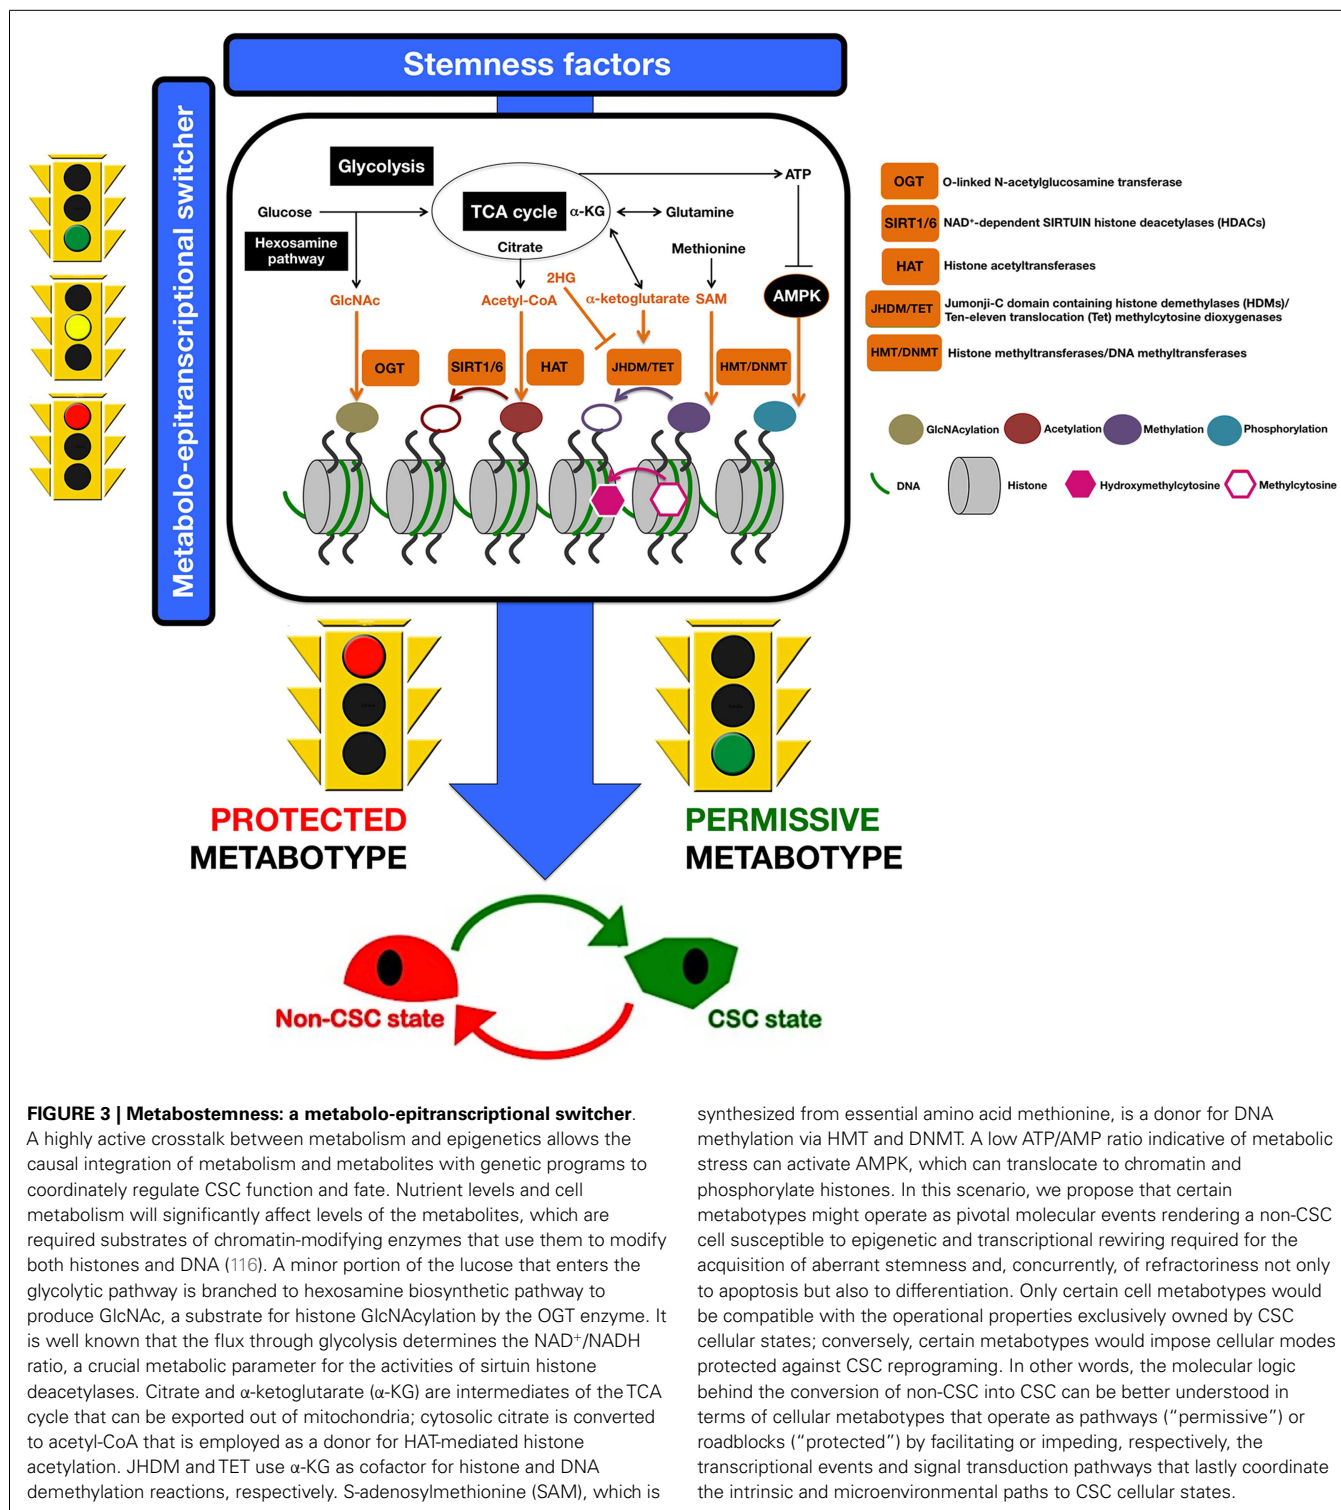 Stemness factors
Metabolo-epitranscriptional switcher
Glycolysis
ATP
Glucose
TCA cycle
α-KG
Glutamine
Hexosamine
pathway
Citrate
Methionine
2HG
GlcNAc
Acetyl-CoA
α-ketoglutarate
SAM
AMPK
OGT
SIRT1/6
HAT
JHDM/TET
HMT/DNMT
OGT
O-linked N-acetylglucosamine transferase
SIRT1/6
NAD⁺-dependent SIRTUIN histone deacetylases (HDACs)
HAT
Histone acetyltransferases
JHDM/TET
Jumonji-C domain containing histone demethylases (HDMs)/
Ten-eleven translocation (Tet) methylcytosine dioxygenases
HMT/DNMT
Histone methyltransferases/DNA methyltransferases
GlcNAcylation
Acetylation
Methylation
Phosphorylation
DNA
Histone
Hydroxymethylcytosine
Methylcytosine
PROTECTED
METABOTYPE
PERMISSIVE
METABOTYPE
Non-CSC state
CSC state
FIGURE 3 | Metabostemness: a metabolo-epitranscriptional switcher.
A highly active crosstalk between metabolism and epigenetics allows the
causal integration of metabolism and metabolites with genetic programs to
coordinately regulate CSC function and fate. Nutrient levels and cell
metabolism will significantly affect levels of the metabolites, which are
required substrates of chromatin-modifying enzymes that use them to modify
both histones and DNA (116). A minor portion of the lucose that enters the
glycolytic pathway is branched to hexosamine biosynthetic pathway to
produce GlcNAc, a substrate for histone GlcNAcylation by the OGT enzyme. It
is well known that the flux through glycolysis determines the NAD⁺/NADH
ratio, a crucial metabolic parameter for the activities of sirtuin histone
deacetylases. Citrate and α-ketoglutarate (α-KG) are intermediates of the TCA
cycle that can be exported out of mitochondria; cytosolic citrate is converted
to acetyl-CoA that is employed as a donor for HAT-mediated histone
acetylation. JHDM and TET use α-KG as cofactor for histone and DNA
demethylation reactions, respectively. S-adenosylmethionine (SAM), which is
synthesized from essential amino acid methionine, is a donor for DNA
methylation via HMT and DNMT. A low ATP/AMP ratio indicative of metabolic
stress can activate AMPK, which can translocate to chromatin and
phosphorylate histones. In this scenario, we propose that certain
metabotypes might operate as pivotal molecular events rendering a non-CSC
cell susceptible to epigenetic and transcriptional rewiring required for the
acquisition of aberrant stemness and, concurrently, of refractoriness not only
to apoptosis but also to differentiation. Only certain cell metabotypes would
be compatible with the operational properties exclusively owned by CSC
cellular states; conversely, certain metabotypes would impose cellular modes
protected against CSC reprograming. In other words, the molecular logic
behind the conversion of non-CSC into CSC can be better understood in
terms of cellular metabotypes that operate as pathways (“permissive”) or
roadblocks (“protected”) by facilitating or impeding, respectively, the
transcriptional events and signal transduction pathways that lastly coordinate
the intrinsic and microenvironmental paths to CSC cellular states.